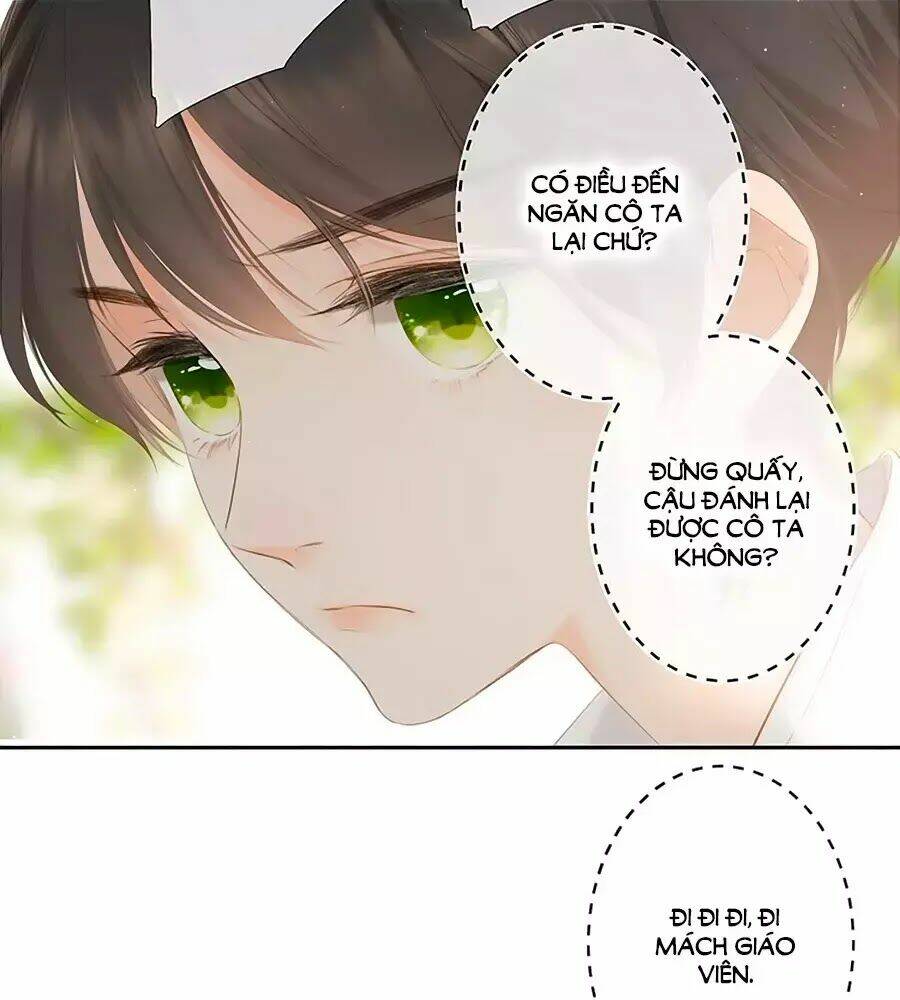 CÓ ĐIỀU ĐẾN
NGĂN CÔ TA
LẠI CHỨ?
ĐỪNG QUẤY,
CẬU ĐÁNH LẠI
ĐƯỢC CÔ TA
KHÔNG?
ĐI ĐI ĐI, ĐI
MÁCH GIÁO
VIÊN.